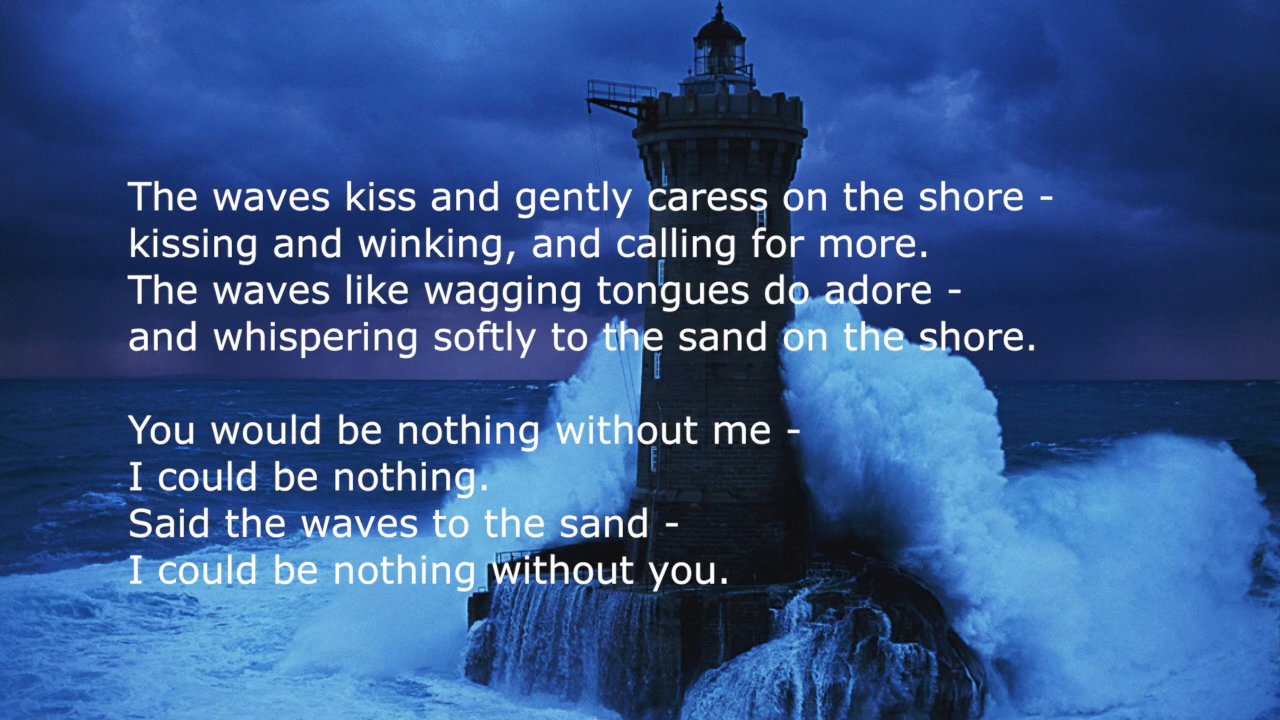 The waves kiss and gently caress on the shore -
kissing and winking, and calling for more.
The waves like wagging tongues do adore -
and whispering softly to the sand on the shore.
You would be nothing without me -
I could be nothing.
Said the waves to the sand -
I could be nothing without you.